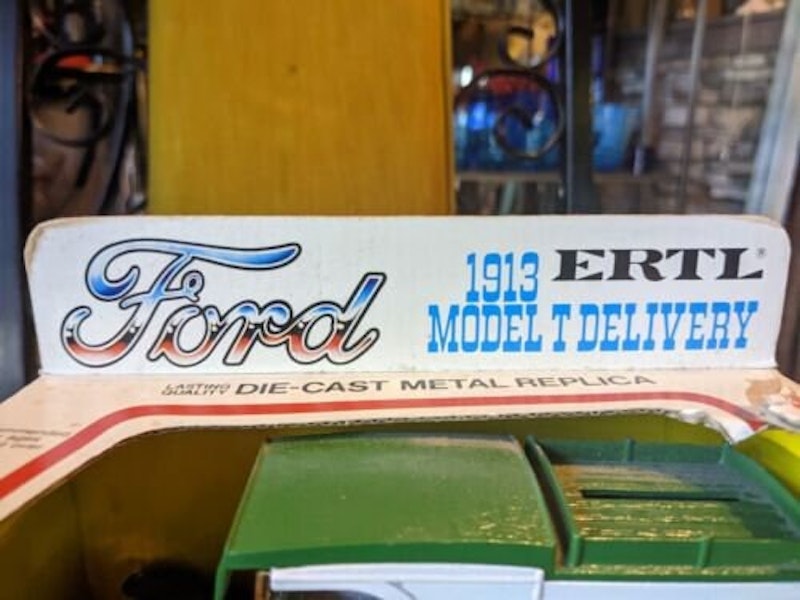 Ford
1913 ERTL®
MODEL T DELIVERY
LASTING QUALITY DIE-CAST METAL REPLICA